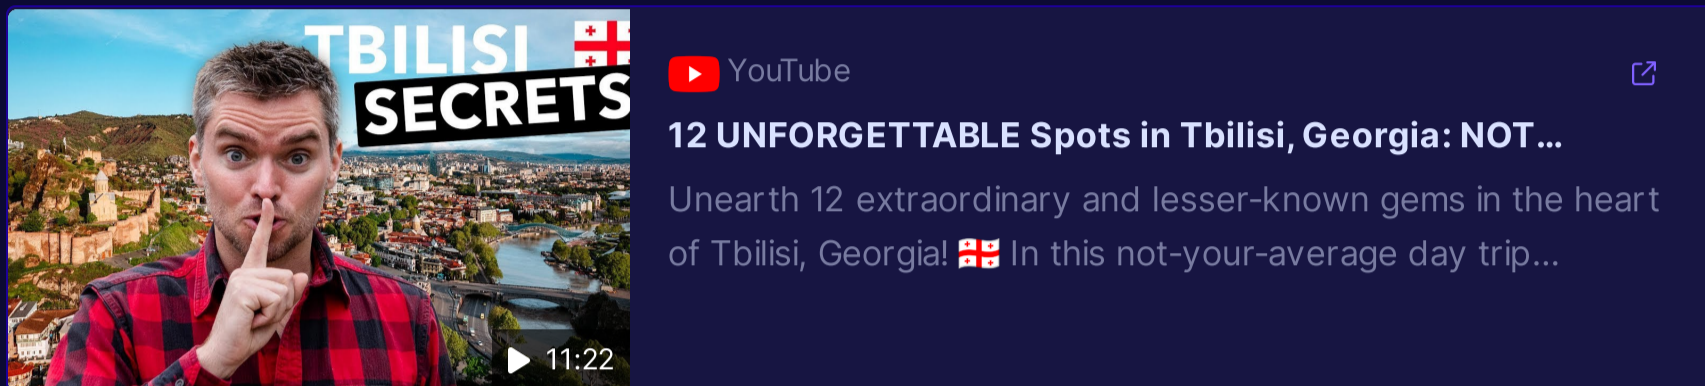 TBILISI
SECRETS
11:22
YouTube
12 UNFORGETTABLE Spots in Tbilisi, Georgia: NOT...
Unearth 12 extraordinary and lesser-known gems in the heart
of Tbilisi, Georgia! 🇬🇪 In this not-your-average day trip...